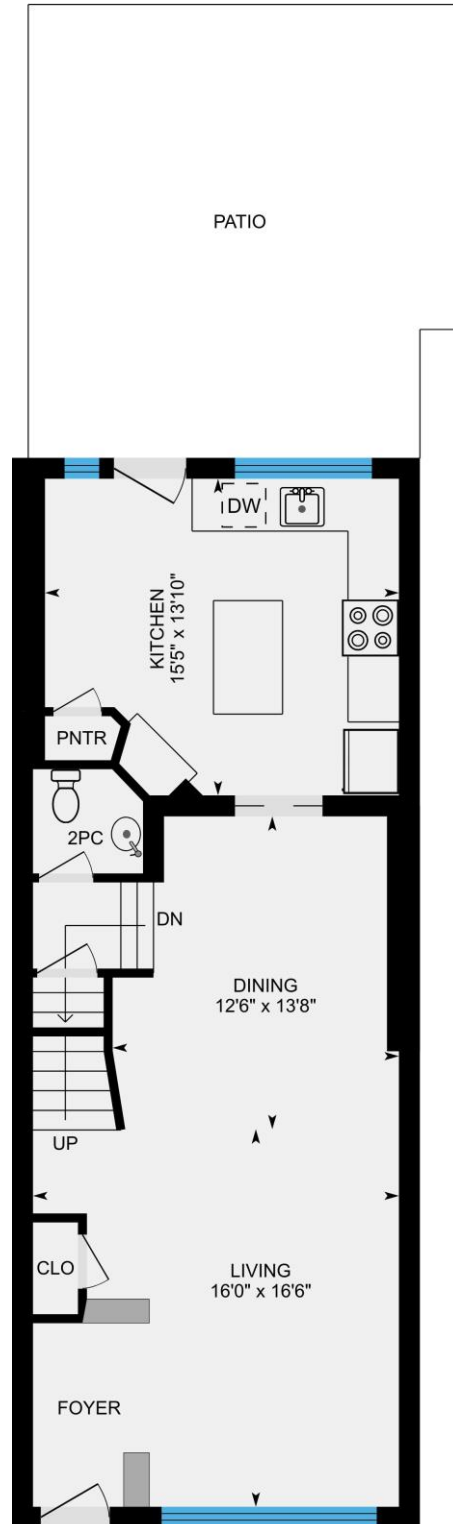 PATIO
DW
KITCHEN
15'5" x 13'10"
PNTR
2PC
DN
DINING
12'6" x 13'8"
UP
CLO
LIVING
16'0" x 16'6"
FOYER